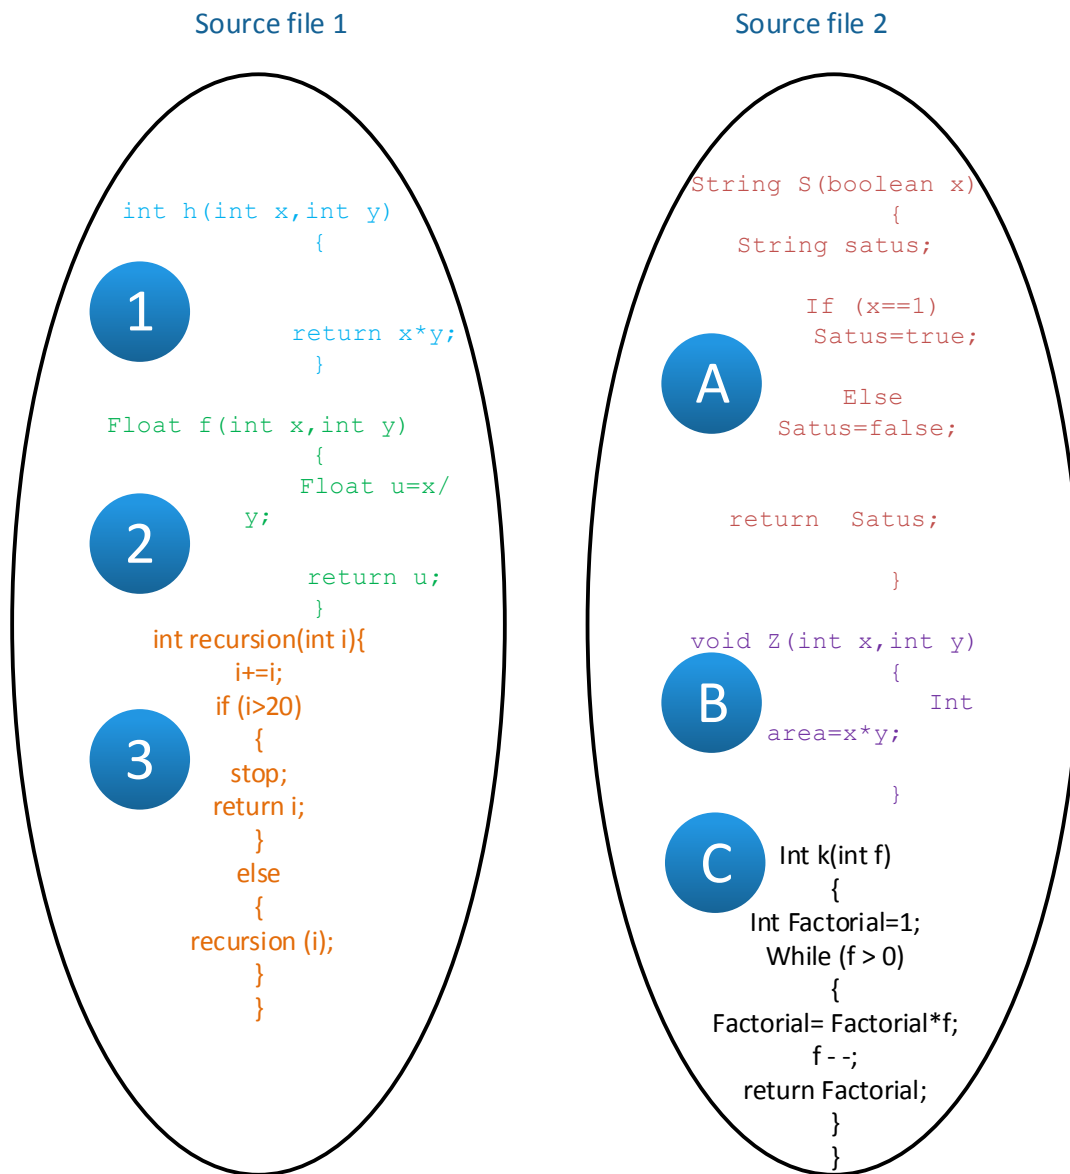 Source file 1
int h(int x,int y)
{
1
return x*y;
}
Float f(int x,int y)
{
Float u=x/
y;
2
return u;
}
int recursion(int i){
i+=i;
if (i>20)
{
3
stop;
return i;
}
else
{
recursion (i);
}
}
Source file 2
String S(boolean x)
{
String satus;
If (x==1)
Satus=true;
A
Else
Satus=false;
return  Satus;
}
void Z(int x,int y)
{
B
Int
area=x*y;
}
C
Int k(int f)
{
Int Factorial=1;
While (f > 0)
{
Factorial= Factorial*f;
f - -;
return Factorial;
}
}